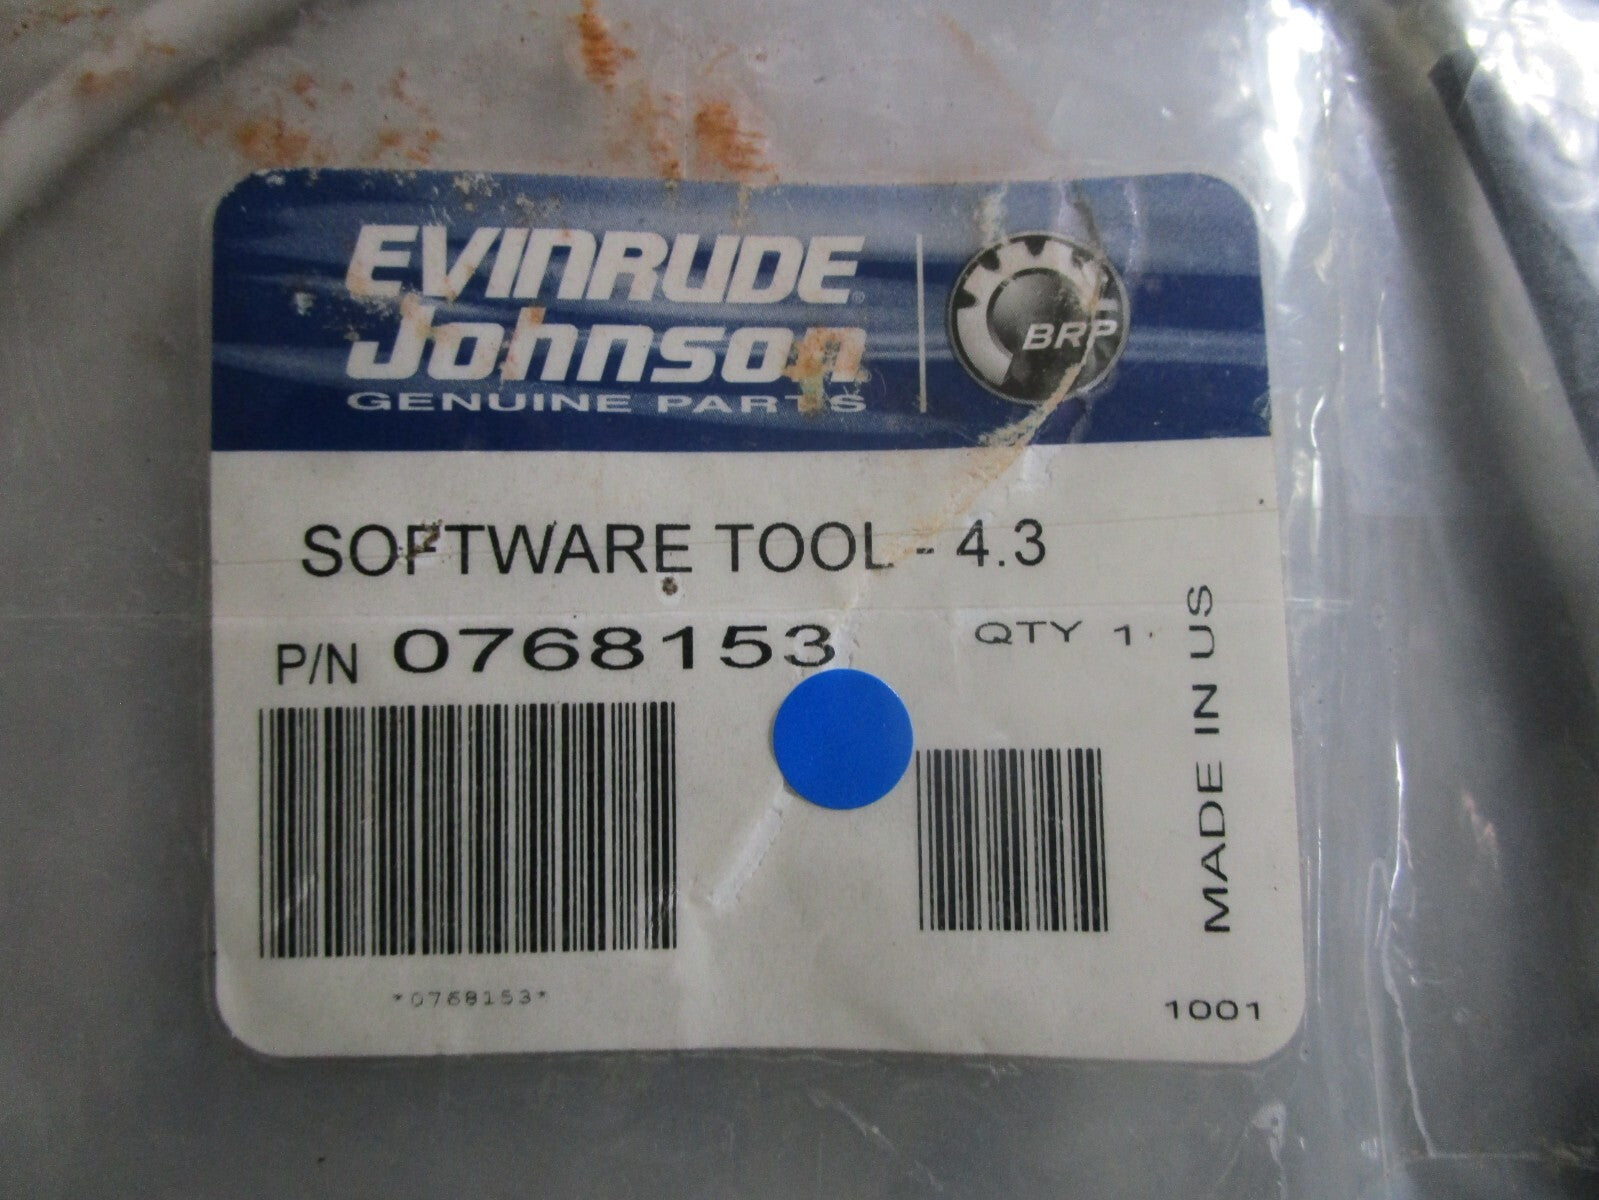 EVINRUDE®
Johnson®
GENUINE PARTS
BRP
SOFTWARE TOOL - 4.3
P/N 0768153
QTY 1
MADE IN US
*0768153*
1001